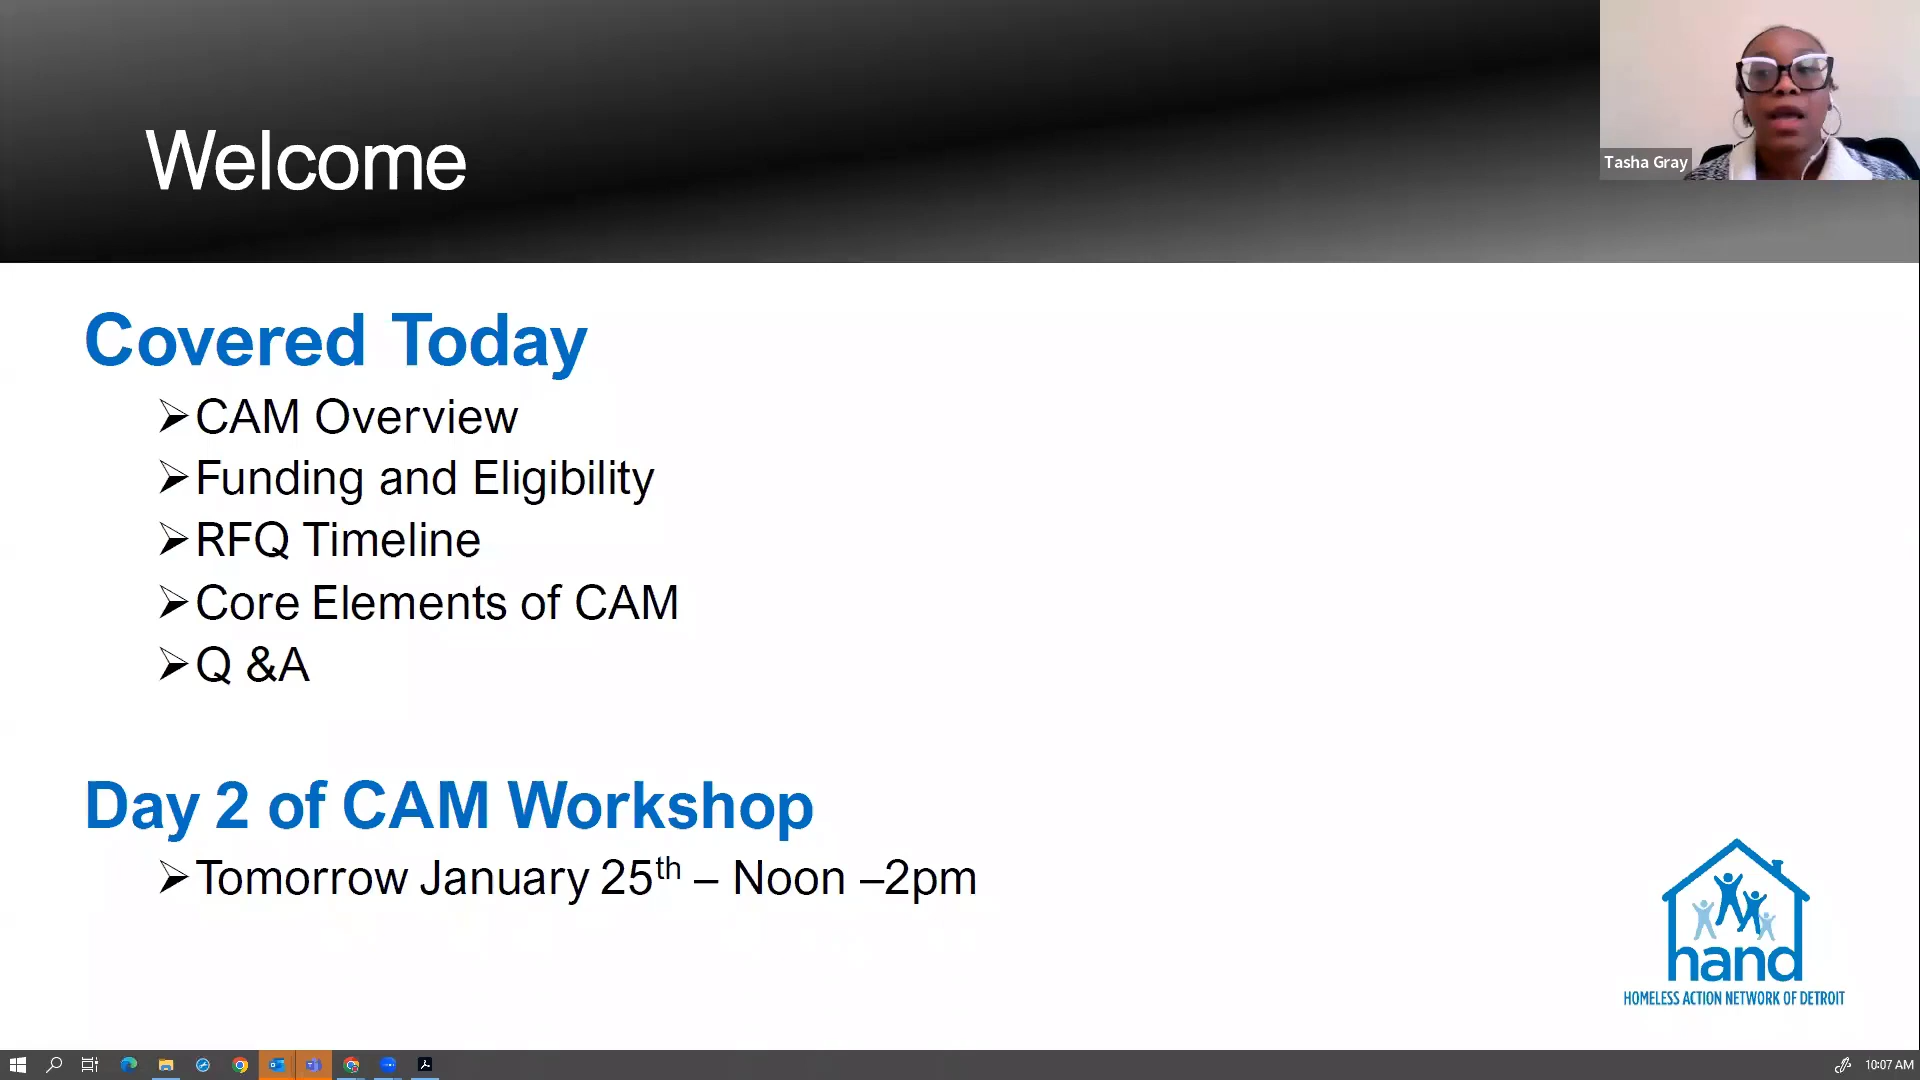 Welcome
Tasha Gray
Covered Today
➢CAM Overview
➢Funding and Eligibility
➢RFQ Timeline
➢Core Elements of CAM
➢Q &A
Day 2 of CAM Workshop
➢Tomorrow January 25th – Noon –2pm
hand
HOMELESS ACTION NETWORK OF DETROIT
10:07 AM